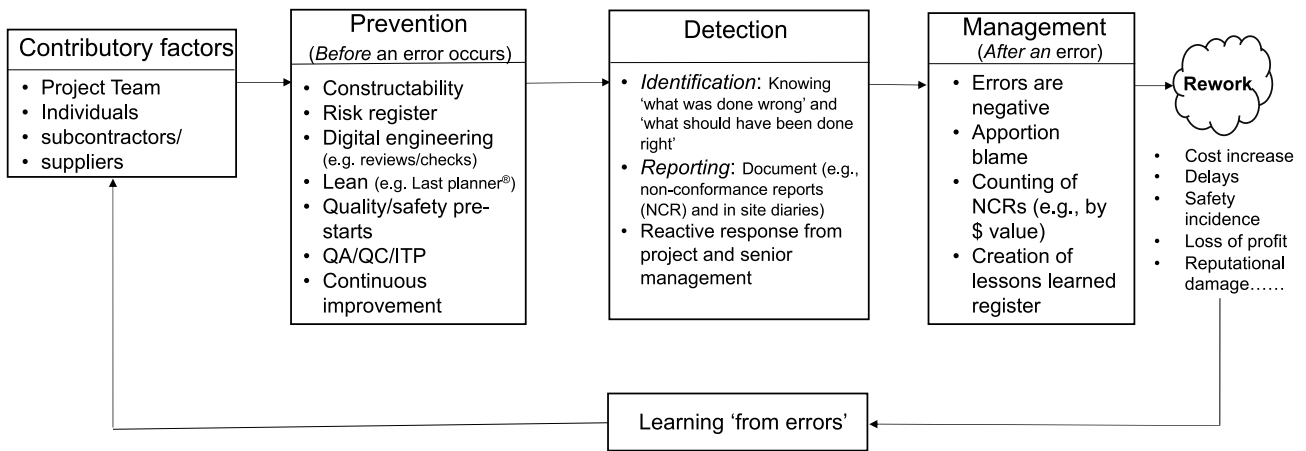 Contributory factors
• Project Team
• Individuals
• subcontractors/
• suppliers
Prevention
(Before an error occurs)
• Constructability
• Risk register
• Digital engineering
(e.g. reviews/checks)
• Lean (e.g. Last planner®)
• Quality/safety pre-
starts
• QA/QC/ITP
• Continuous
improvement
Detection
• Identification: Knowing
‘what was done wrong’ and
‘what should have been done
right’
• Reporting: Document (e.g.,
non-conformance reports
(NCR) and in site diaries)
• Reactive response from
project and senior
management
Management
(After an error)
• Errors are
negative
• Apportion
blame
• Counting of
NCRs (e.g., by
$ value)
• Creation of
lessons learned
register
Rework
• Cost increase
• Delays
• Safety
incidence
• Loss of profit
• Reputational
damage……
Learning ‘from errors’